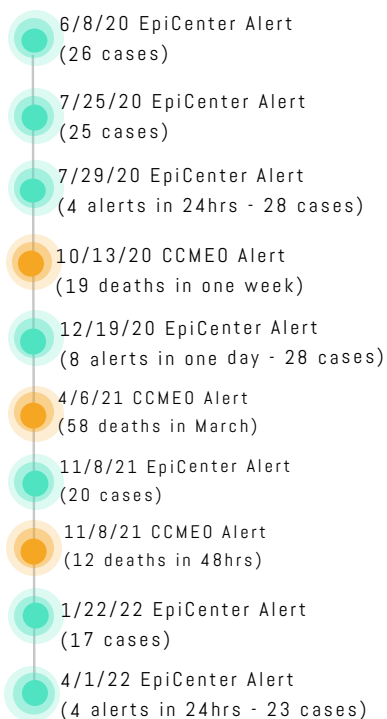 6/8/20 EpiCenter Alert
(26 cases)
7/25/20 EpiCenter Alert
(25 cases)
7/29/20 EpiCenter Alert
(4 alerts in 24hrs - 28 cases)
10/13/20 CCMEO Alert
(19 deaths in one week)
12/19/20 EpiCenter Alert
(8 alerts in one day - 28 cases)
4/6/21 CCMEO Alert
(58 deaths in March)
11/8/21 EpiCenter Alert
(20 cases)
11/8/21 CCMEO Alert
(12 deaths in 48hrs)
1/22/22 EpiCenter Alert
(17 cases)
4/1/22 EpiCenter Alert
(4 alerts in 24hrs - 23 cases)